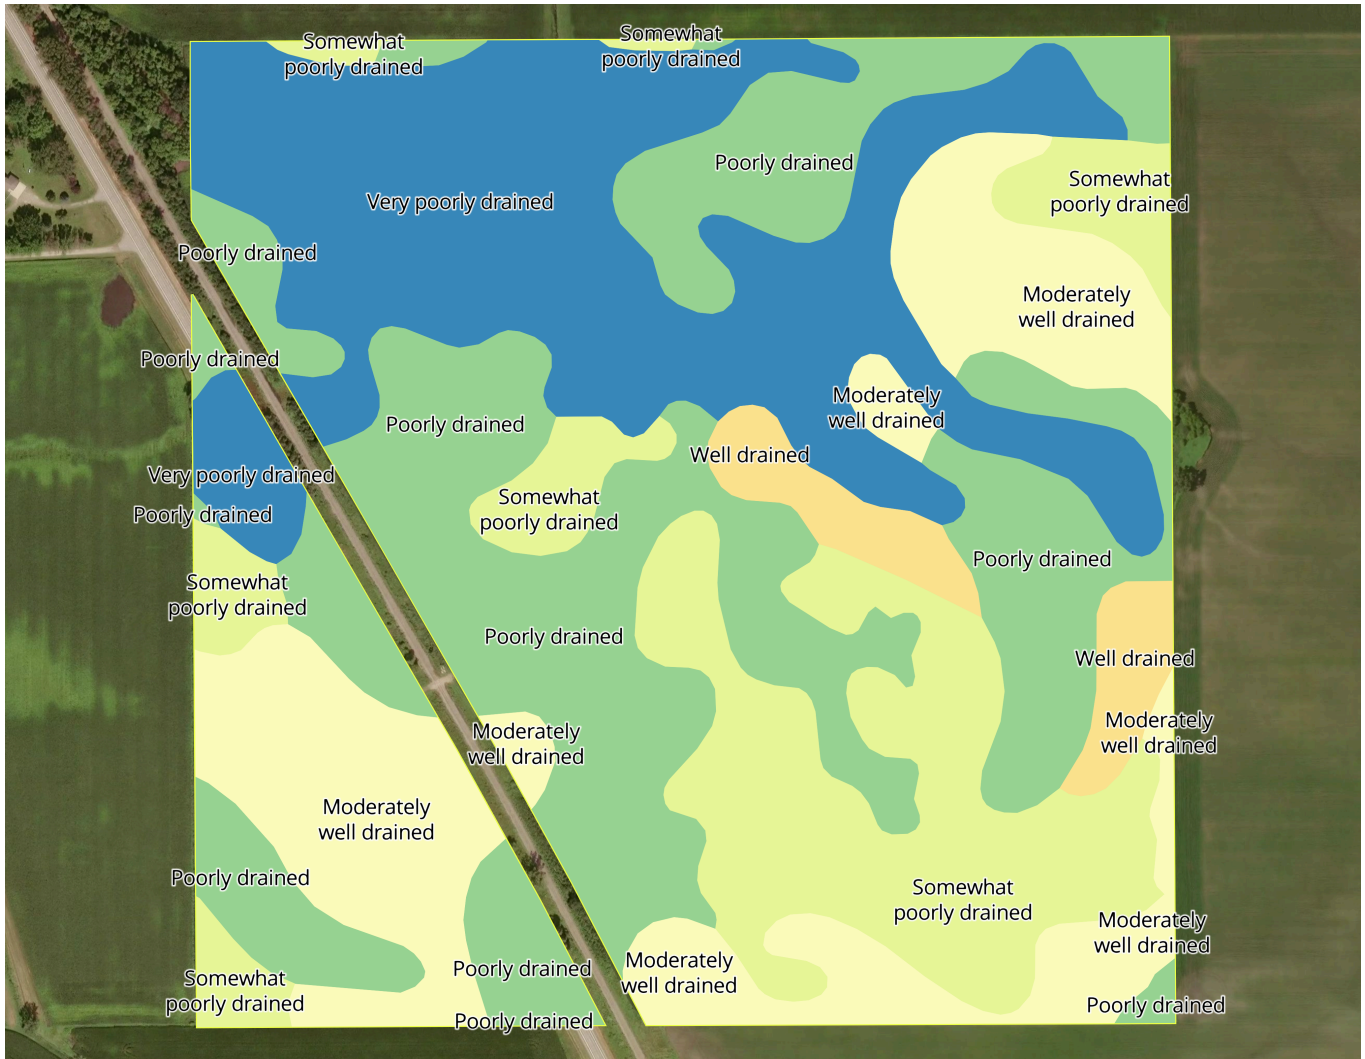 Somewhat
poorly drained
Somewhat
poorly drained
Poorly drained
Somewhat
poorly drained
Very poorly drained
Poorly drained
Moderately
well drained
Poorly drained
Moderately
well drained
Poorly drained
Well drained
Very poorly drained
Somewhat
poorly drained
Poorly drained
Poorly drained
Somewhat
poorly drained
Poorly drained
Well drained
Moderately
well drained
Moderately
well drained
Moderately
well drained
Poorly drained
Somewhat
poorly drained
Moderately
well drained
Poorly drained
Moderately
well drained
Somewhat
poorly drained
Poorly drained
Poorly drained